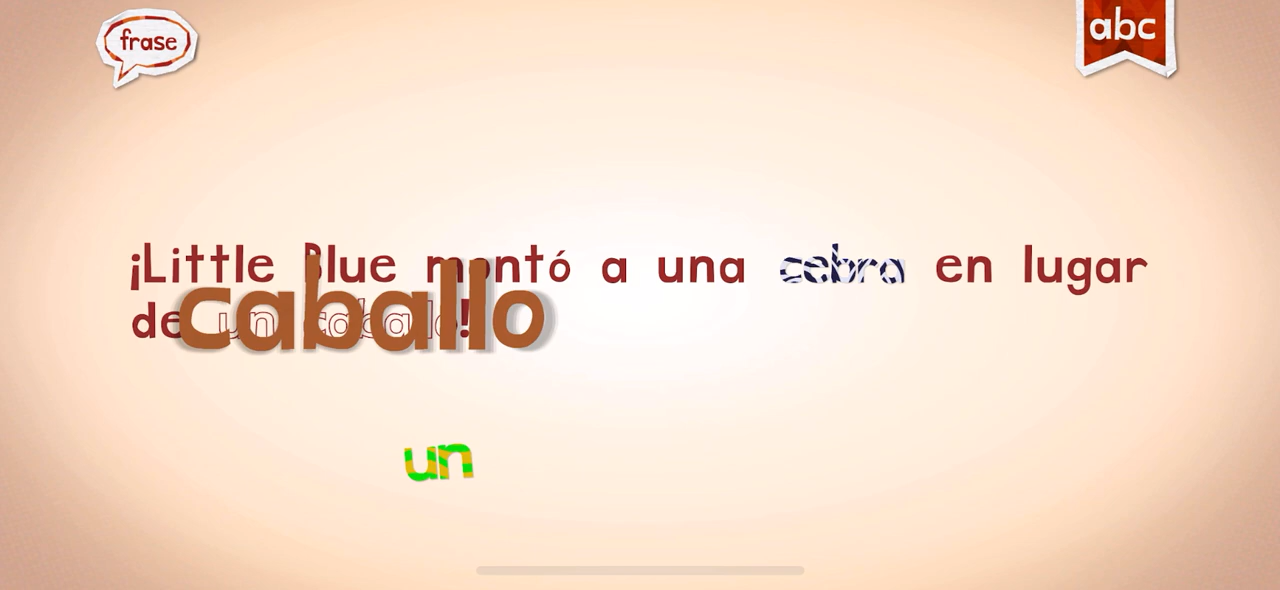 frase
abc
¡Little Blue montó a una cebra en lugar
de un caballo!
caballo
un